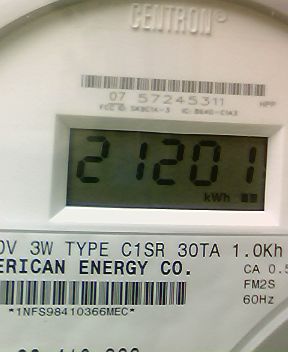 CENTRON®
07 57245311
HPP
21201
kWh
0V 3W TYPE C1SR 30TA 1.0Kh
ERICAN ENERGY CO.
CA 0.5
FM2S
60Hz
*1NFS98410366MEC*